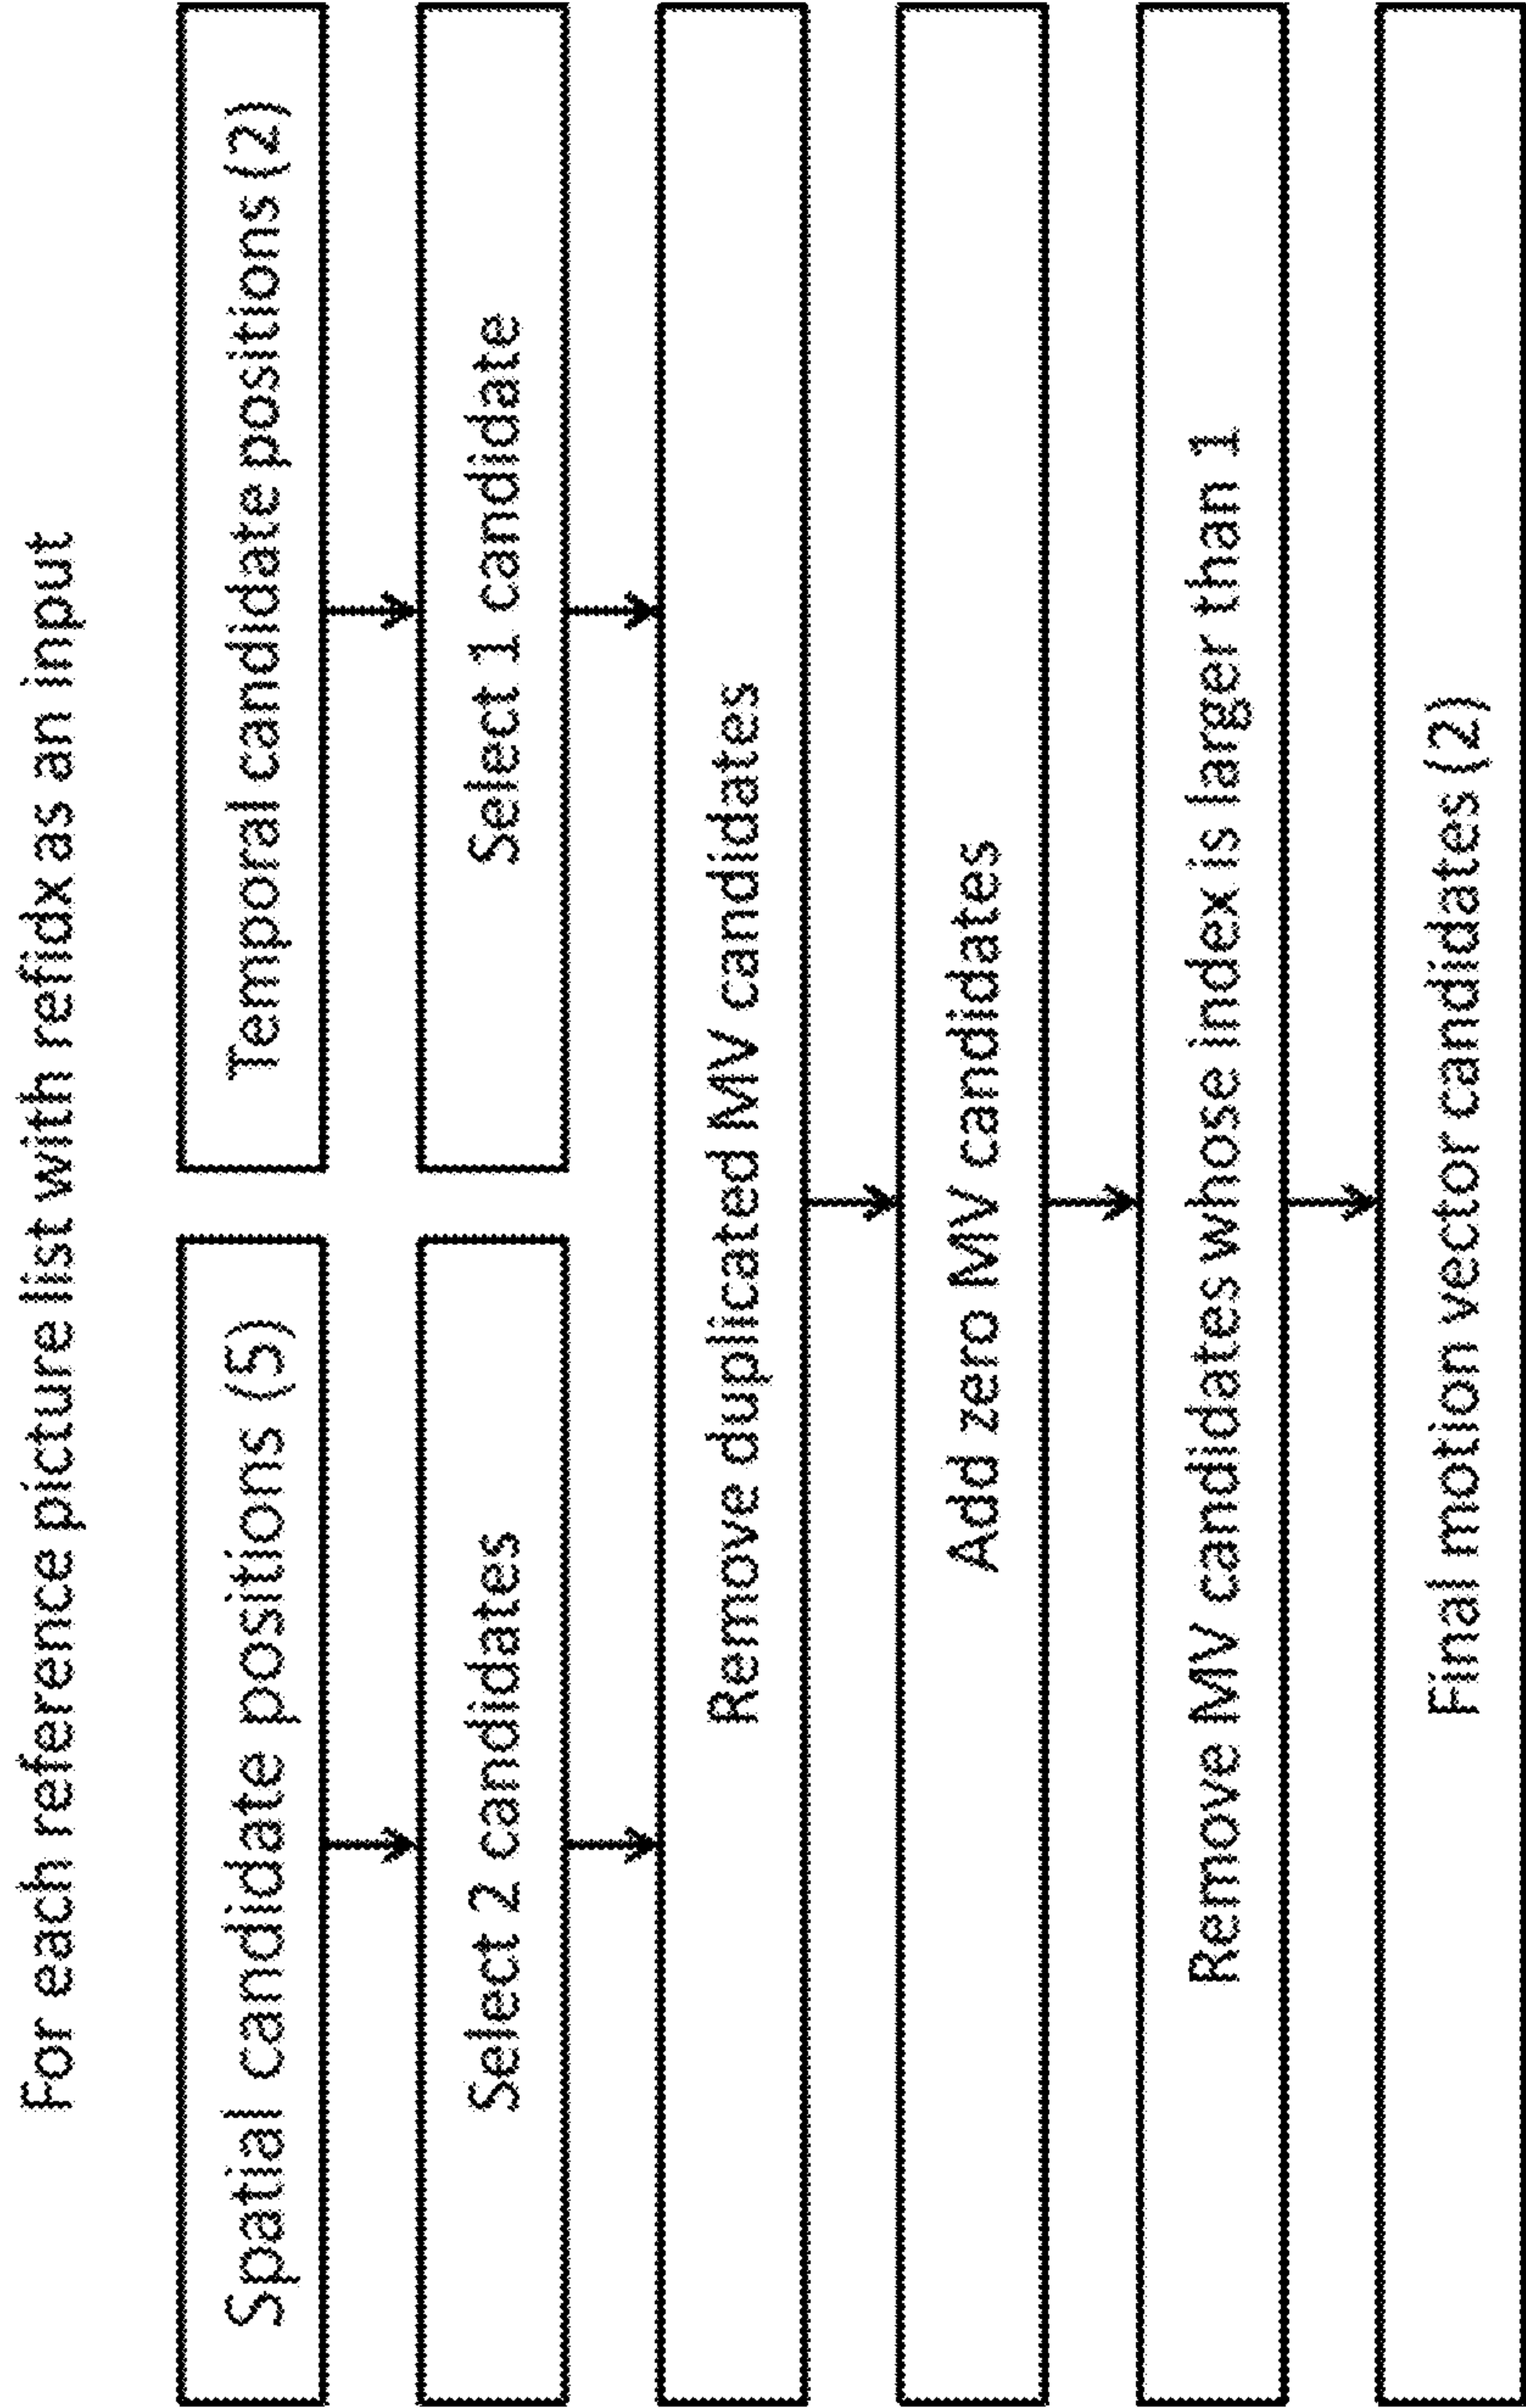 For each reference picture list with refidx as an input
Spatial candidate positions (5)
Temporal candidate positions (2)
Select 2 candidates
Select 1 candidate
Remove duplicated MV candidates
Add zero MV candidates
Remove MV candidates whose index is larger than 1
Final motion vector candidates (2)